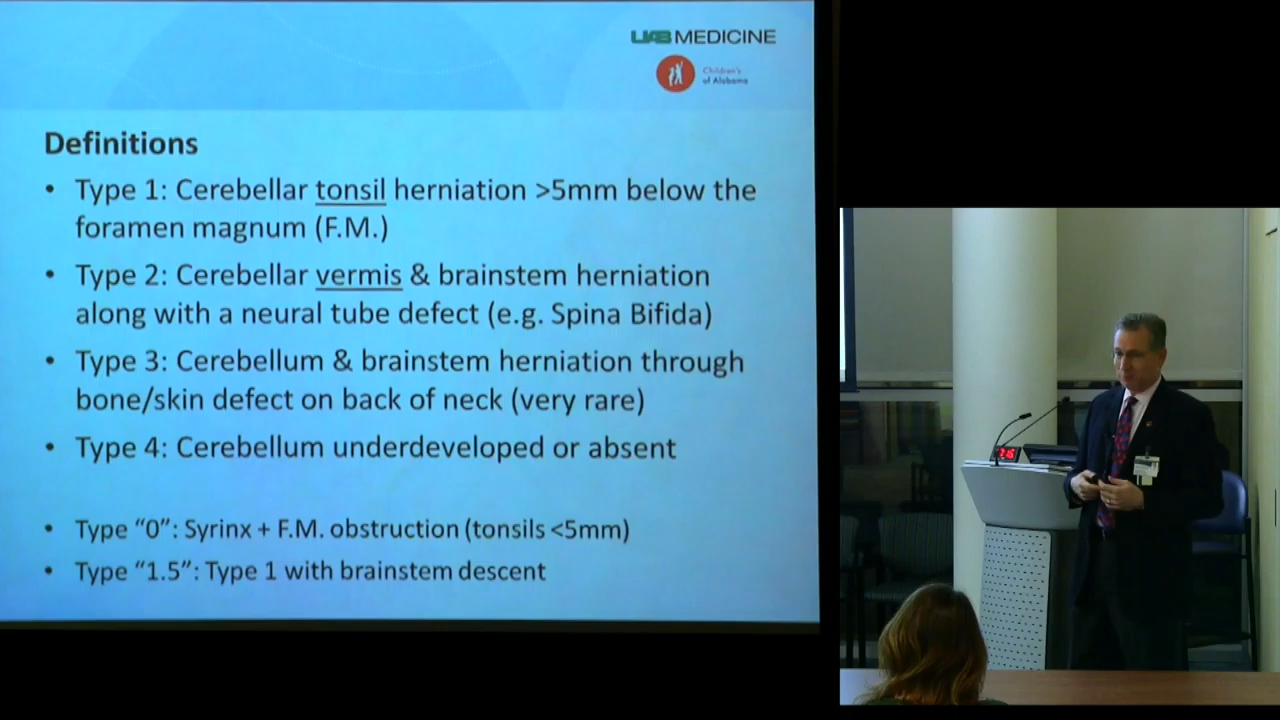 UAB MEDICINE
Children's
of Alabama
Definitions
• Type 1: Cerebellar tonsil herniation >5mm below the
foramen magnum (F.M.)
• Type 2: Cerebellar vermis & brainstem herniation
along with a neural tube defect (e.g. Spina Bifida)
• Type 3: Cerebellum & brainstem herniation through
bone/skin defect on back of neck (very rare)
• Type 4: Cerebellum underdeveloped or absent
• Type “0”: Syrinx + F.M. obstruction (tonsils <5mm)
• Type “1.5”: Type 1 with brainstem descent